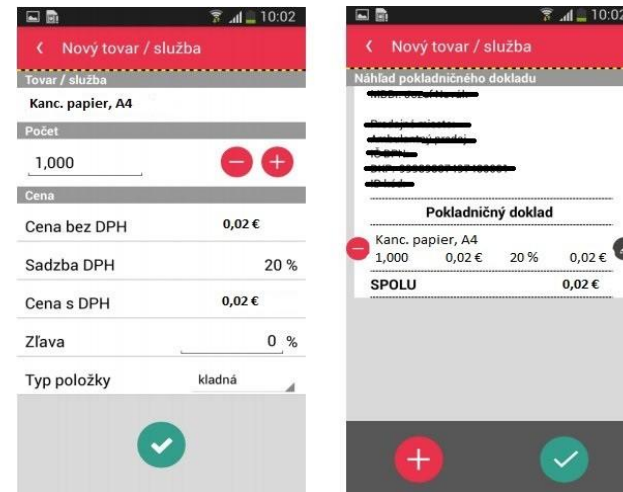 10:02
Nový tovar / služba
Tovar / služba
Kanc. papier, A4
Počet
1,000
Cena
Cena bez DPH 0,02 €
Sadzba DPH 20 %
Cena s DPH 0,02 €
Zľava 0 %
Typ položky kladná
10:02
Nový tovar / služba
Náhľad pokladničného dokladu
Pokladničný doklad
Kanc. papier, A4
1,000 0,02 € 20 % 0,02 €
SPOLU 0,02 €